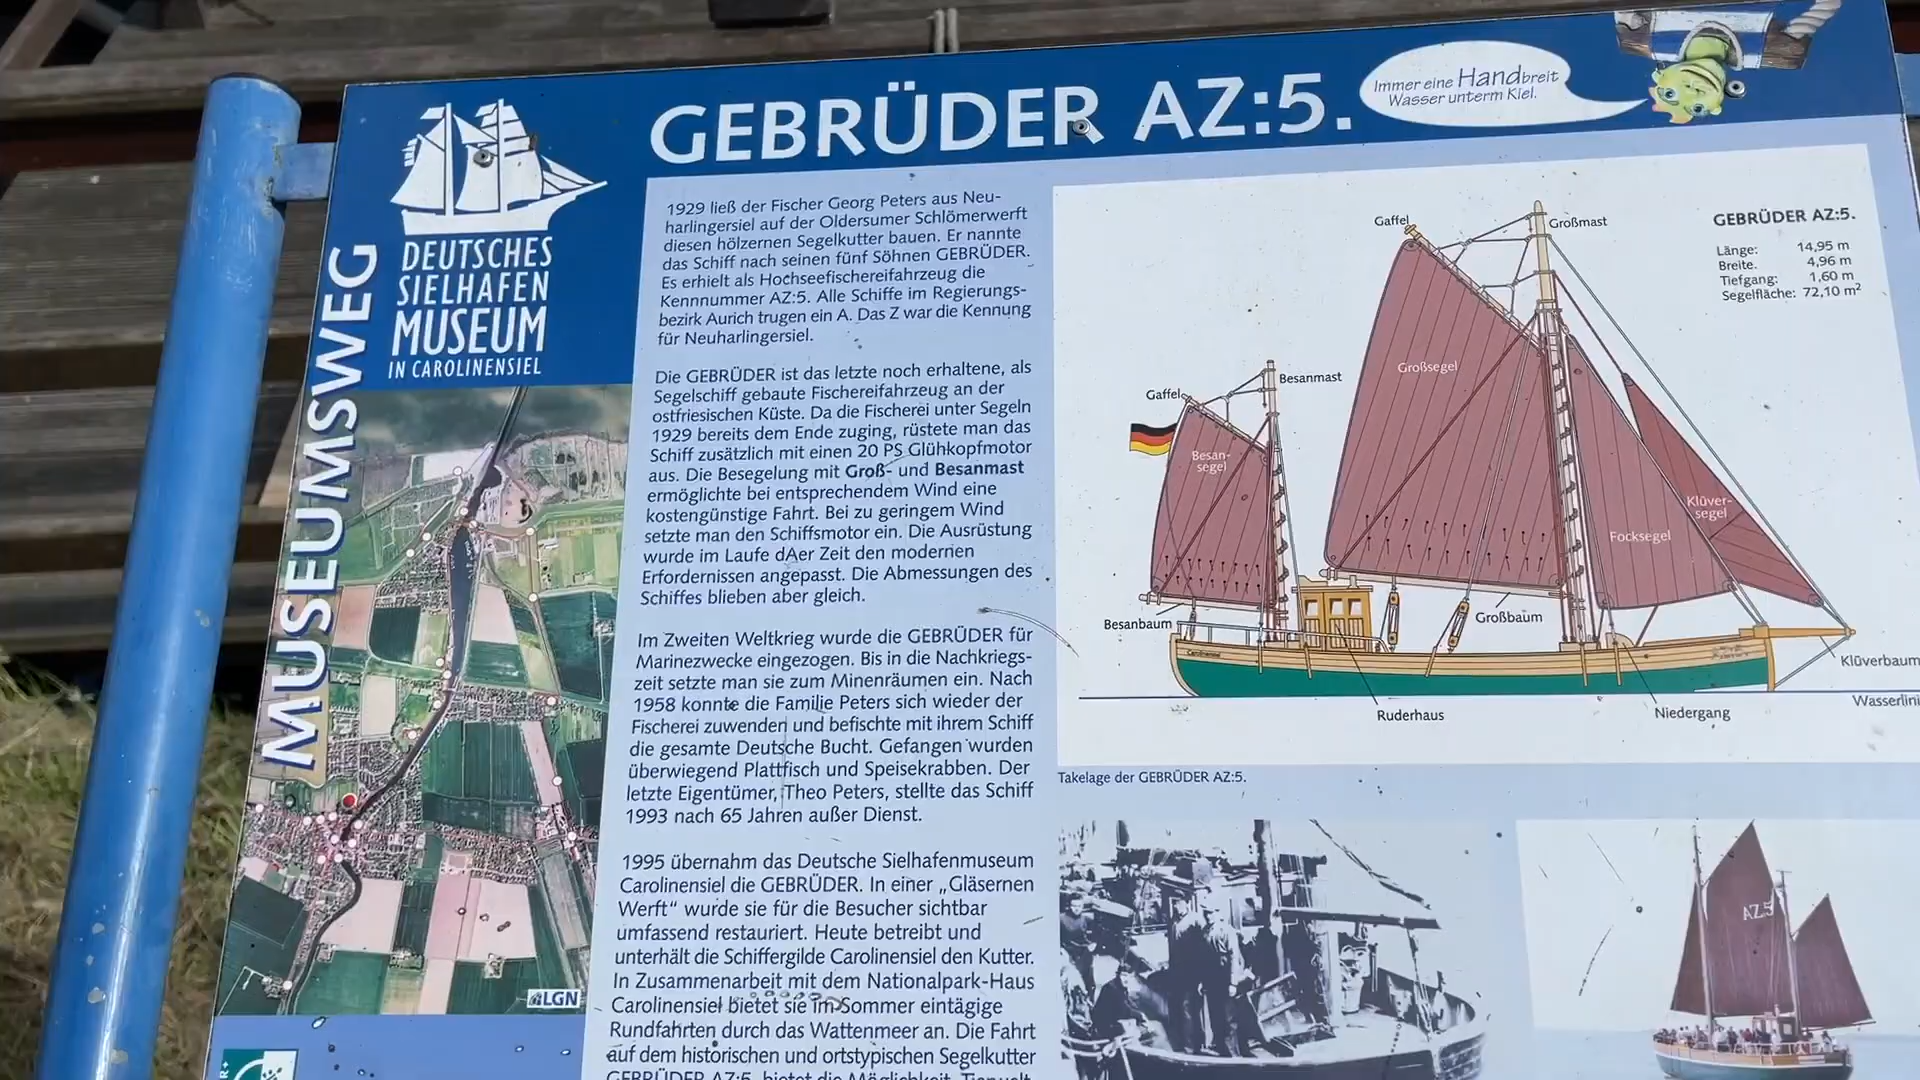 GEBRÜDER AZ:5.
Immer eine Handbreit
Wasser unterm Kiel.
DEUTSCHES
SIELHAFEN
MUSEUM
IN CAROLINENSIEL
MUSEUMSWEG
LGN
1929 ließ der Fischer Georg Peters aus Neu-
harlingersiel auf der Oldersumer Schlömerwerft
diesen hölzernen Segelkutter bauen. Er nannte
das Schiff nach seinen fünf Söhnen GEBRÜDER.
Es erhielt als Hochseefischereifahrzeug die
Kennnummer AZ:5. Alle Schiffe im Regierungs-
bezirk Aurich trugen ein A. Das Z war die Kennung
für Neuharlingersiel.
Die GEBRÜDER ist das letzte noch erhaltene, als
Segelschiff gebaute Fischereifahrzeug an der
ostfriesischen Küste. Da die Fischerei unter Segeln
1929 bereits dem Ende zuging, rüstete man das
Schiff zusätzlich mit einen 20 PS Glühkopfmotor
aus. Die Besegelung mit Groß- und Besanmast
ermöglichte bei entsprechendem Wind eine
kostengünstige Fahrt. Bei zu geringem Wind
setzte man den Schiffsmotor ein. Die Ausrüstung
wurde im Laufe dAer Zeit den modernen
Erfordernissen angepasst. Die Abmessungen des
Schiffes blieben aber gleich.
Im Zweiten Weltkrieg wurde die GEBRÜDER für
Marinezwecke eingezogen. Bis in die Nachkriegs-
zeit setzte man sie zum Minenräumen ein. Nach
1958 konnte die Familie Peters sich wieder der
Fischerei zuwenden und befischte mit ihrem Schiff
die gesamte Deutsche Bucht. Gefangen wurden
überwiegend Plattfisch und Speisekrabben. Der
letzte Eigentümer, Theo Peters, stellte das Schiff
1993 nach 65 Jahren außer Dienst.
1995 übernahm das Deutsche Sielhafenmuseum
Carolinensiel die GEBRÜDER. In einer „Gläsernen
Werft“ wurde sie für die Besucher sichtbar
umfassend restauriert. Heute betreibt und
unterhält die Schiffergilde Carolinensiel den Kutter.
In Zusammenarbeit mit dem Nationalpark-Haus
Carolinensiel bietet sie im Sommer eintägige
Rundfahrten durch das Wattenmeer an. Die Fahrt
auf dem historischen und ortstypischen Segelkutter
GEBRÜDER AZ:5. bietet die Möglichkeit, Tierwelt
GEBRÜDER AZ:5.
Länge: 14,95 m
Breite. 4,96 m
Tiefgang: 1,60 m
Segelfläche: 72,10 m²
Gaffel
Großmast
Großsegel
Besanmast
Gaffel
Besan-
segel
Klüver-
segel
Focksegel
Besanbaum
Großbaum
Klüverbaum
Wasserlini
Ruderhaus
Niedergang
Takelage der GEBRÜDER AZ:5.
AZ:5